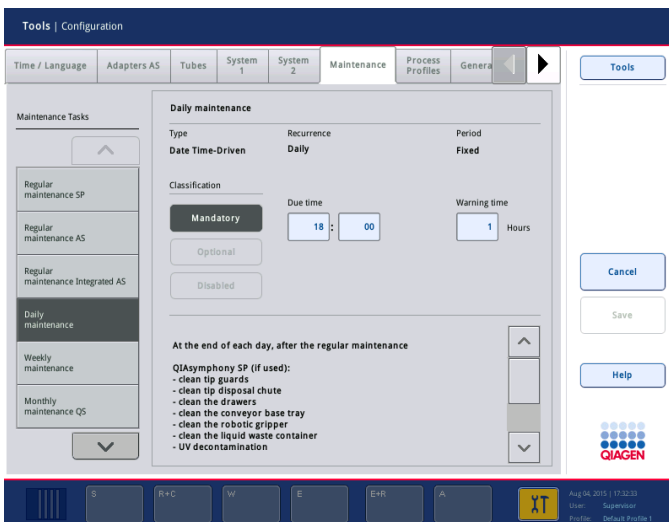 Tools | Configuration
Time / Language
Adapters AS
Tubes
System
1
System
2
Maintenance
Process
Profiles
Genera
Tools
Maintenance Tasks
Regular
maintenance SP
Regular
maintenance AS
Regular
maintenance Integrated AS
Daily
maintenance
Weekly
maintenance
Monthly
maintenance QS
Daily maintenance
Type
Recurrence
Period
Date Time-Driven
Daily
Fixed
Classification
Mandatory
Optional
Disabled
Due time
18 : 00
Warning time
1 Hours
At the end of each day, after the regular maintenance
QIAsymphony SP (if used):
- clean tip guards
- clean tip disposal chute
- clean the drawers
- clean the conveyor base tray
- clean the robotic gripper
- clean the liquid waste container
- UV decontamination
Cancel
Save
Help
QIAGEN
S
R+C
W
E
E+R
A
Aug 04, 2015 | 17:32:33
User: Supervisor
Profile: Default Profile 1